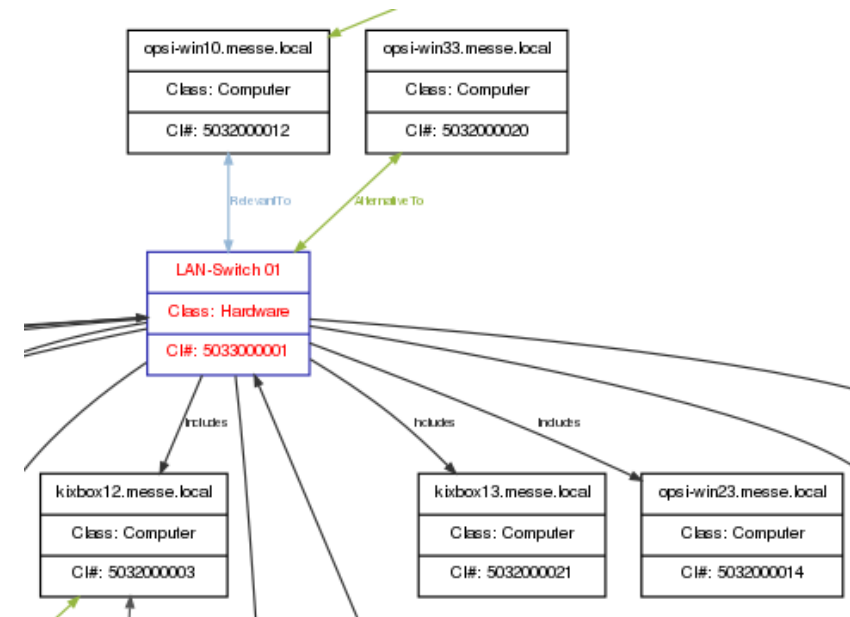 opsi-win10.messe.local
Class: Computer
CI#: 5032000012
opsi-win33.messe.local
Class: Computer
CI#: 5032000020
RelevantTo
AlternativeTo
LAN-Switch 01
Class: Hardware
CI#: 5033000001
Includes
Includes
Includes
kixbox12.messe.local
Class: Computer
CI#: 5032000003
kixbox13.messe.local
Class: Computer
CI#: 5032000021
opsi-win23.messe.local
Class: Computer
CI#: 5032000014